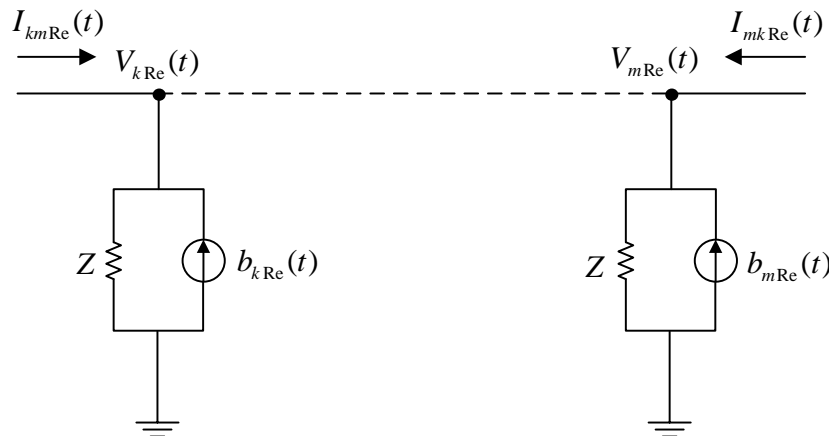 I_{kmRe}(t)
I_{mkRe}(t)
V_{kRe}(t)
V_{mRe}(t)
Z
b_{kRe}(t)
Z
b_{mRe}(t)